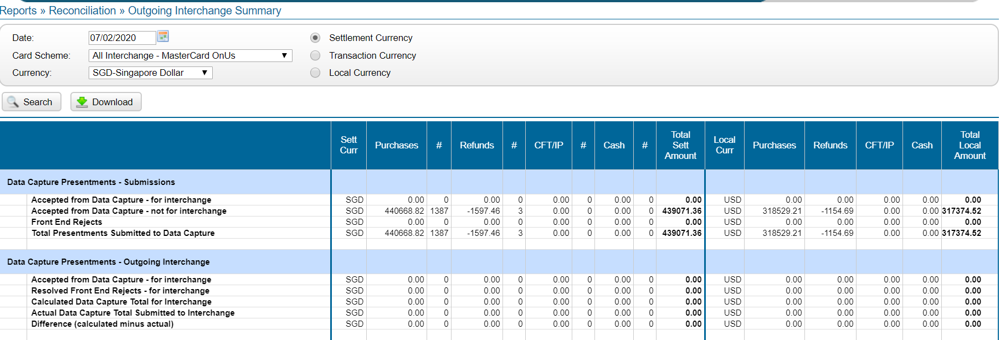 Reports » Reconciliation » Outgoing Interchange Summary
Date: 07/02/2020 Settlement Currency
Card Scheme: All Interchange - MasterCard OnUs Transaction Currency
Currency: SGD-Singapore Dollar Local Currency
Search Download
Sett Curr Purchases # Refunds # CFT/IP # Cash # Total Sett Amount Local Curr Purchases Refunds CFT/IP Cash Total Local Amount
Data Capture Presentments - Submissions
Accepted from Data Capture - for interchange SGD 0.00 0 0.00 0 0.00 0 0.00 0 0.00 USD 0.00 0.00 0.00 0.00 0.00
Accepted from Data Capture - not for interchange SGD 440668.82 1387 -1597.46 3 0.00 0 0.00 0 439071.36 USD 318529.21 -1154.69 0.00 0.00 317374.52
Front End Rejects SGD 0.00 0 0.00 0 0.00 0 0.00 0 0.00 USD 0.00 0.00 0.00 0.00 0.00
Total Presentments Submitted to Data Capture SGD 440668.82 1387 -1597.46 3 0.00 0 0.00 0 439071.36 USD 318529.21 -1154.69 0.00 0.00 317374.52
Data Capture Presentments - Outgoing Interchange
Accepted from Data Capture - for interchange SGD 0.00 0 0.00 0 0.00 0 0.00 0 0.00 USD 0.00 0.00 0.00 0.00 0.00
Resolved Front End Rejects - for interchange SGD 0.00 0 0.00 0 0.00 0 0.00 0 0.00 USD 0.00 0.00 0.00 0.00 0.00
Calculated Data Capture Total for Interchange SGD 0.00 0 0.00 0 0.00 0 0.00 0 0.00 USD 0.00 0.00 0.00 0.00 0.00
Actual Data Capture Total Submitted to Interchange SGD 0.00 0 0.00 0 0.00 0 0.00 0 0.00 USD 0.00 0.00 0.00 0.00 0.00
Difference (calculated minus actual) SGD 0.00 0 0.00 0 0.00 0 0.00 0 0.00 USD 0.00 0.00 0.00 0.00 0.00